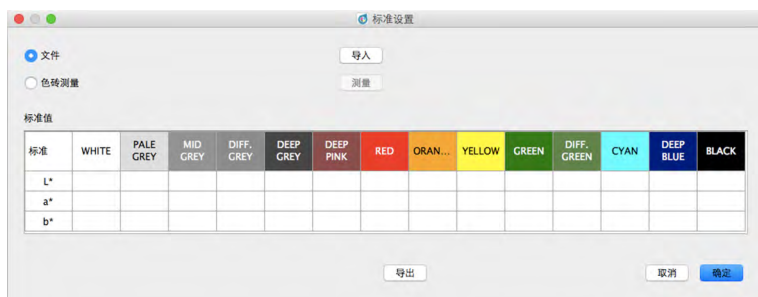 标准设置
文件 导入
色砖测量 测量
标准值
标准 WHITE PALE GREY MID GREY DIFF. GREY DEEP GREY DEEP PINK RED ORAN... YELLOW GREEN DIFF. GREEN CYAN DEEP BLUE BLACK
L*
a*
b*
导出 取消 确定